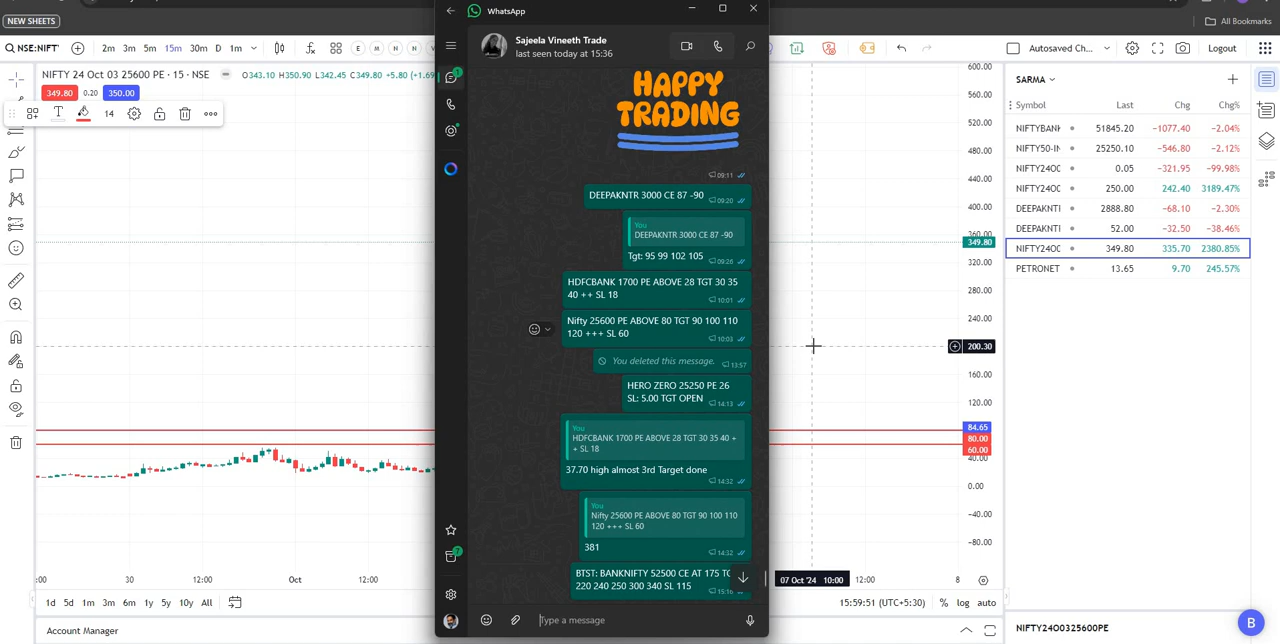 NEW SHEETS
All Bookmarks
NSE:NIFT
2m 3m 5m 15m 30m D 1m
E M N N
Autosaved Ch...
Logout
NIFTY 24 Oct 03 25600 PE · 15 · NSE
O343.10 H350.90 L342.45 C349.80 +5.80 (+1.69
349.80 0.20 350.00
14
WhatsApp
Sajeela Vineeth Trade
last seen today at 15:36
HAPPY
TRADING
09:11
DEEPAKNTR 3000 CE 87 -90
09:20
You
DEEPAKNTR 3000 CE 87 -90
Tgt: 95 99 102 105
09:26
HDFCBANK 1700 PE ABOVE 28 TGT 30 35
40 ++ SL 18
10:01
Nifty 25600 PE ABOVE 80 TGT 90 100 110
120 +++ SL 60
10:03
You deleted this message.
13:57
HERO ZERO 25250 PE 26
SL: 5.00 TGT OPEN
14:13
You
HDFCBANK 1700 PE ABOVE 28 TGT 30 35 40 +
+ SL 18
37.70 high almost 3rd Target done
14:32
You
Nifty 25600 PE ABOVE 80 TGT 90 100 110
120 +++ SL 60
381
14:32
BTST: BANKNIFTY 52500 CE AT 175
220 240 250 300 340 SL 115
Type a message
600.00
560.00
520.00
480.00
440.00
400.00
360.00
349.80
320.00
280.00
240.00
200.30
160.00
120.00
84.65
80.00
60.00
40.00
0.00
−40.00
−80.00
:00 30 12:00 Oct 12:00
07 Oct '24 10:00
12:00 8
1d 5d 1m 3m 6m 1y 5y 10y All
15:59:51 (UTC+5:30)
% log auto
Account Manager
SARMA
Symbol Last Chg Chg%
NIFTYBANK 51845.20 −1077.40 −2.04%
NIFTY50-IN 25250.10 −546.80 −2.12%
NIFTY24OC 0.05 −321.95 −99.98%
NIFTY24OC 250.00 242.40 3189.47%
DEEPAKNTI 2888.80 −68.10 −2.30%
DEEPAKNTI 52.00 −32.50 −38.46%
NIFTY24OC 349.80 335.70 2380.85%
PETRONET 13.65 9.70 245.57%
NIFTY24O0325600PE
B